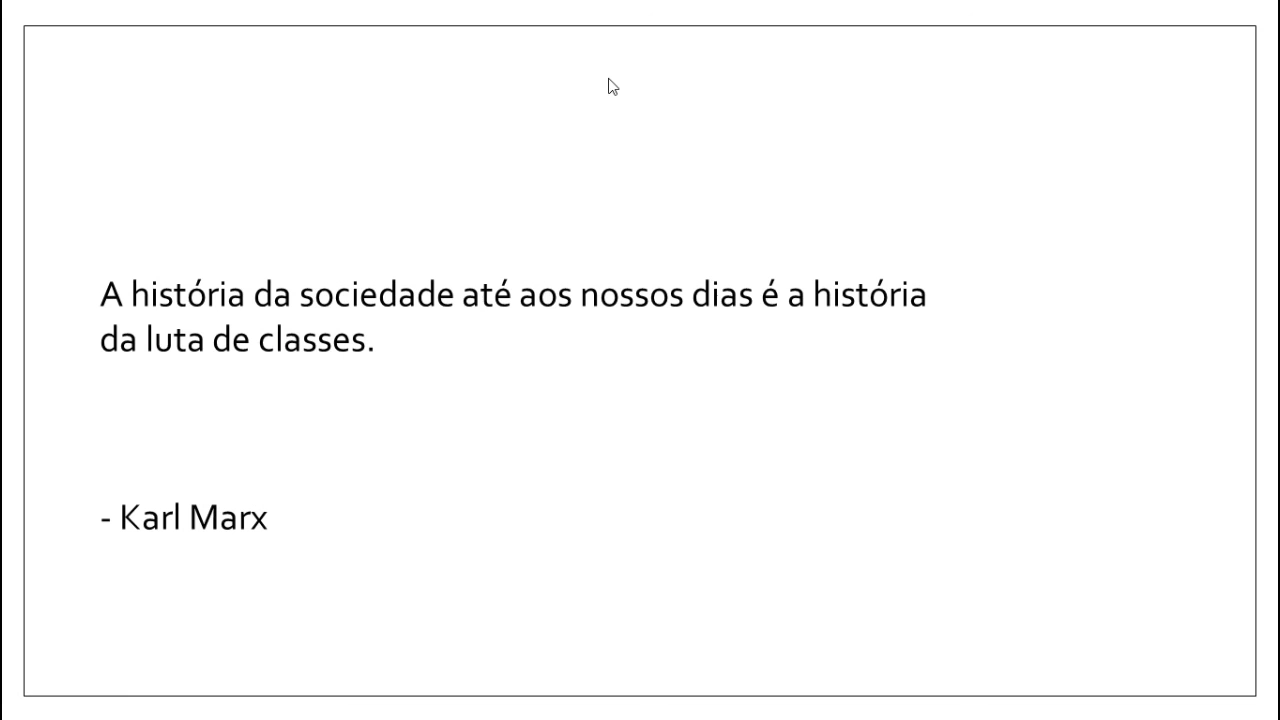 A história da sociedade até aos nossos dias é a história
da luta de classes.
- Karl Marx